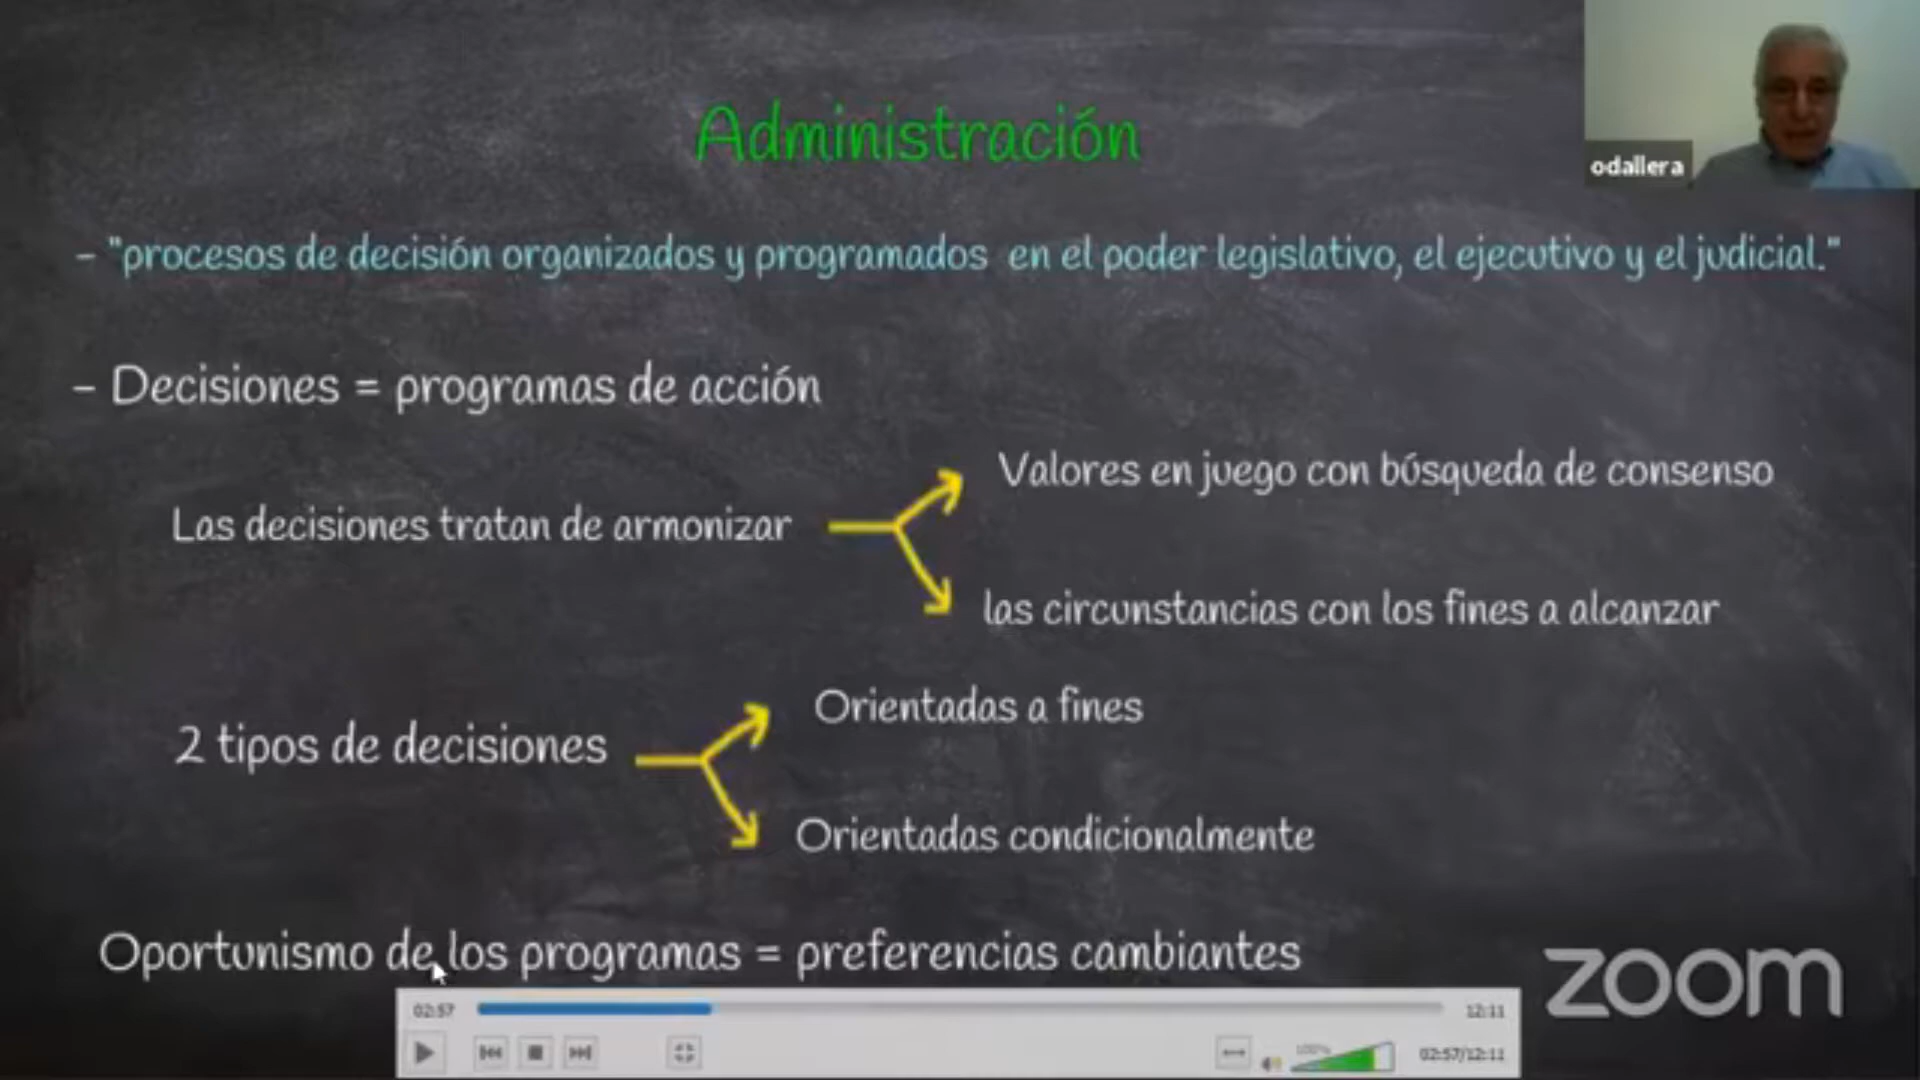 Administración
odallera
- "procesos de decisión organizados y programados en el poder legislativo, el ejecutivo y el judicial."
- Decisiones = programas de acción
Valores en juego con búsqueda de consenso
Las decisiones tratan de armonizar
las circunstancias con los fines a alcanzar
Orientadas a fines
2 tipos de decisiones
Orientadas condicionalmente
Oportunismo de los programas = preferencias cambiantes
zoom
02:57
12:11
100%
02:57/12:11